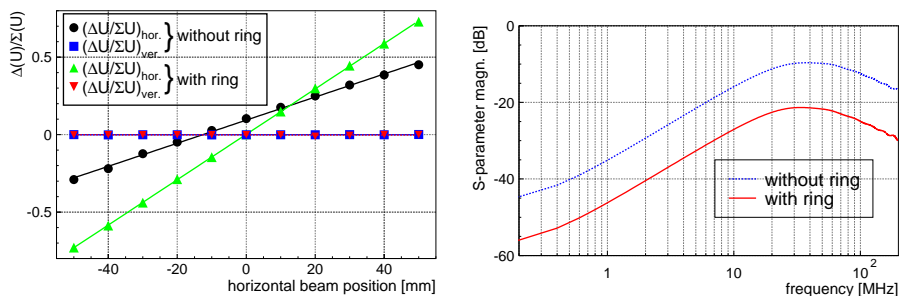 Δ(U)/Σ(U)
0.5
0
-0.5
(ΔU/ΣU)hor.
(ΔU/ΣU)ver.
} without ring
(ΔU/ΣU)hor.
(ΔU/ΣU)ver.
} with ring
-40 -20 0 20 40
horizontal beam position [mm]
S-parameter magn. [dB]
0
-20
-40
-60
without ring
with ring
1 10 10²
frequency [MHz]